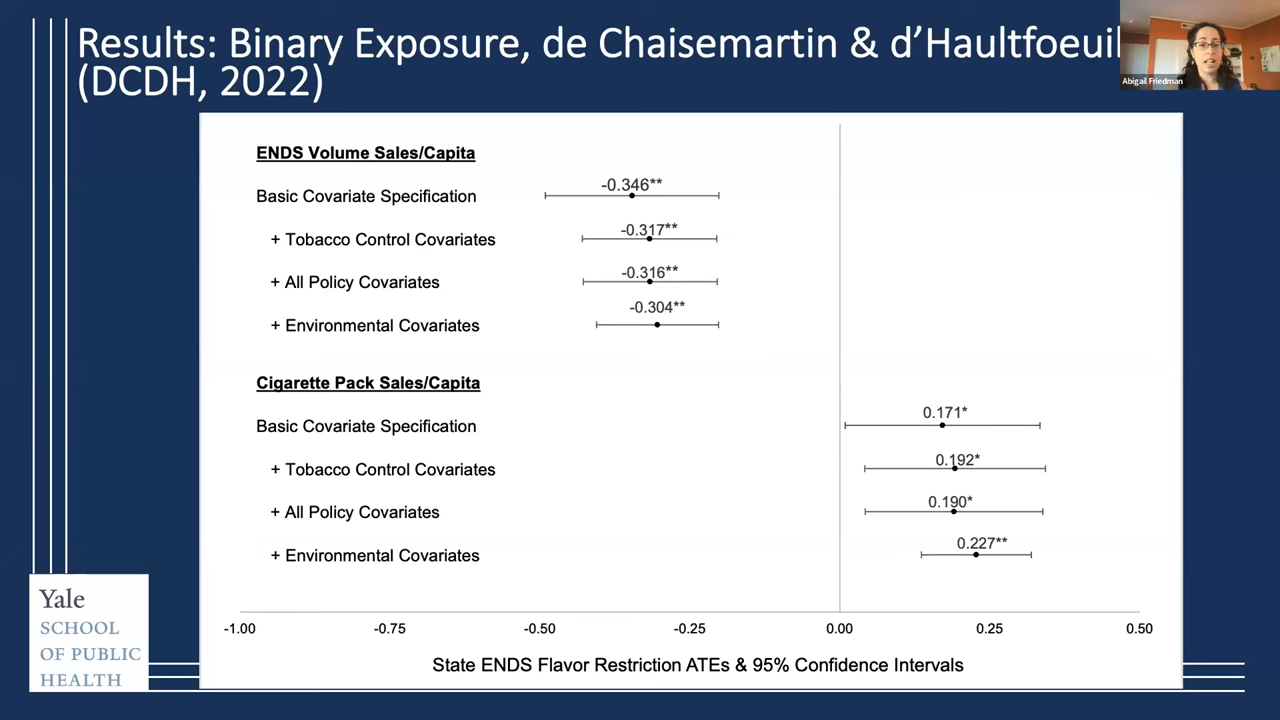 Results: Binary Exposure, de Chaisemartin & d’Haultfoeuil
(DCDH, 2022)
Abigail Friedman
ENDS Volume Sales/Capita
Basic Covariate Specification
-0.346**
+ Tobacco Control Covariates
-0.317**
+ All Policy Covariates
-0.316**
+ Environmental Covariates
-0.304**
Cigarette Pack Sales/Capita
Basic Covariate Specification
0.171*
+ Tobacco Control Covariates
0.192*
+ All Policy Covariates
0.190*
+ Environmental Covariates
0.227**
-1.00 -0.75 -0.50 -0.25 0.00 0.25 0.50
State ENDS Flavor Restriction ATEs & 95% Confidence Intervals
Yale
SCHOOL
OF PUBLIC
HEALTH